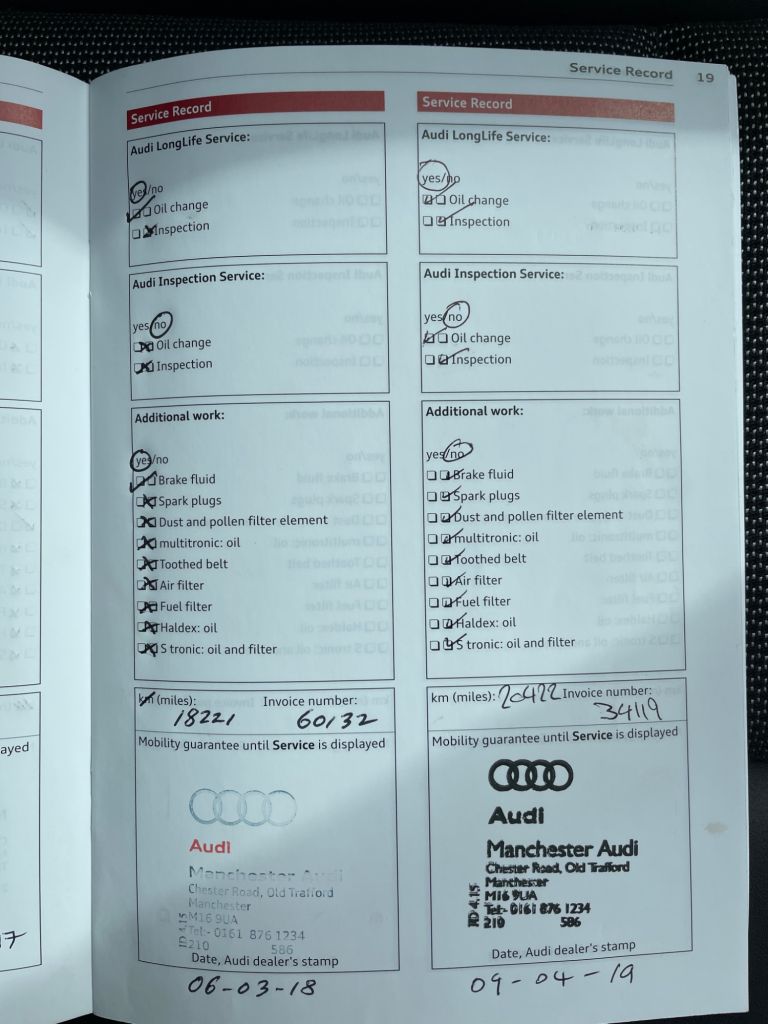 Service Record 19
Service Record
Audi LongLife Service:
yes/no
Oil change
Inspection
Audi Inspection Service:
yes/no
Oil change
Inspection
Additional work:
yes/no
Brake fluid
Spark plugs
Dust and pollen filter element
multitronic: oil
Toothed belt
Air filter
Fuel filter
Haldex: oil
S tronic: oil and filter
km (miles): Invoice number:
18221 60132
Mobility guarantee until Service is displayed
Audi
Manchester Audi
Chester Road, Old Trafford
Manchester
M16 9UA
Tel:- 0161 876 1234
210 586
RD 4.15
Date, Audi dealer's stamp
06-03-18
Service Record
Audi LongLife Service:
yes/no
Oil change
Inspection
Audi Inspection Service:
yes/no
Oil change
Inspection
Additional work:
yes/no
Brake fluid
Spark plugs
Dust and pollen filter element
multitronic: oil
Toothed belt
Air filter
Fuel filter
Haldex: oil
S tronic: oil and filter
km (miles): 20422 Invoice number:
34119
Mobility guarantee until Service is displayed
Audi
Manchester Audi
Chester Road, Old Trafford
Manchester
M16 9UA
Tel:- 0161 876 1234
210 586
RD 4.15
Date, Audi dealer's stamp
09-04-19
ayed
17